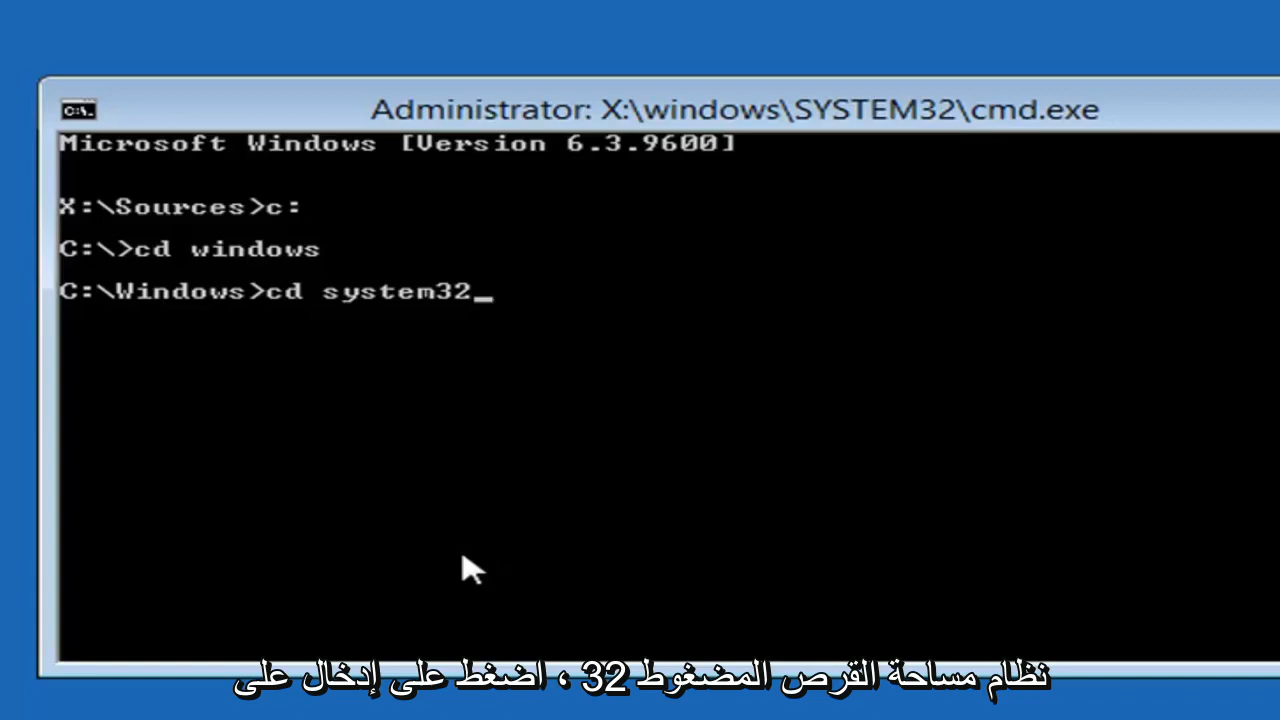 Administrator: X:\windows\SYSTEM32\cmd.exe
Microsoft Windows [Version 6.3.9600]
X:\Sources>c:
C:\>cd windows
C:\Windows>cd system32_
نظام مساحة القرص المضغوط 32 ، اضغط على إدخال على